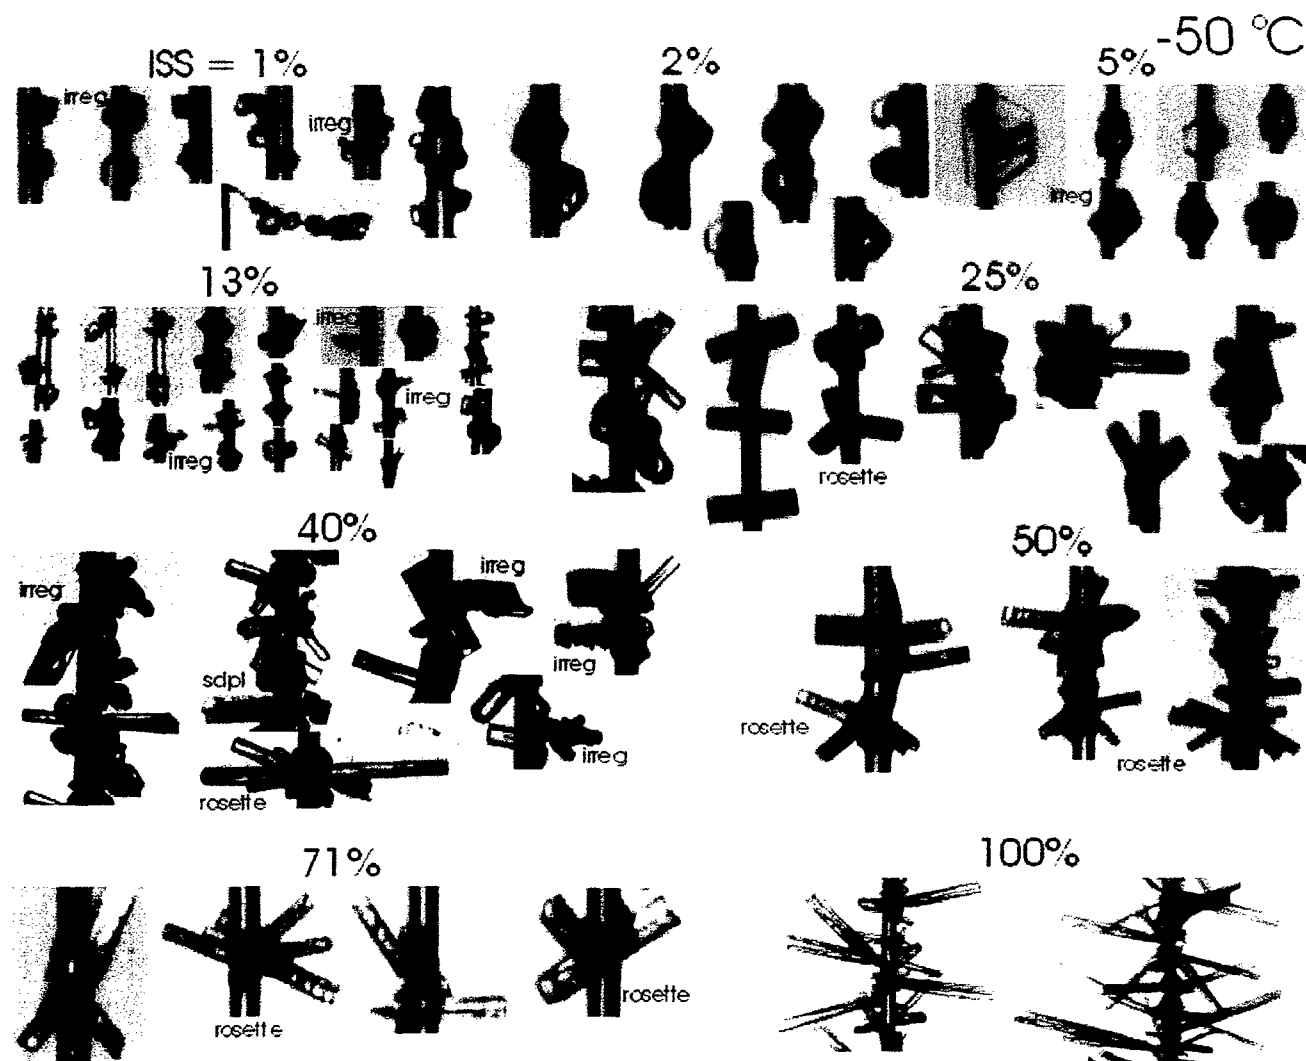 -50 °C
ISS = 1%
2%
5%
irreg
irreg
irreg
13%
25%
irreg
irreg
irreg
rosette
40%
50%
irreg
irreg
sdpl
irreg
irreg
rosette
rosette
rosette
71%
100%
rosette
rosette